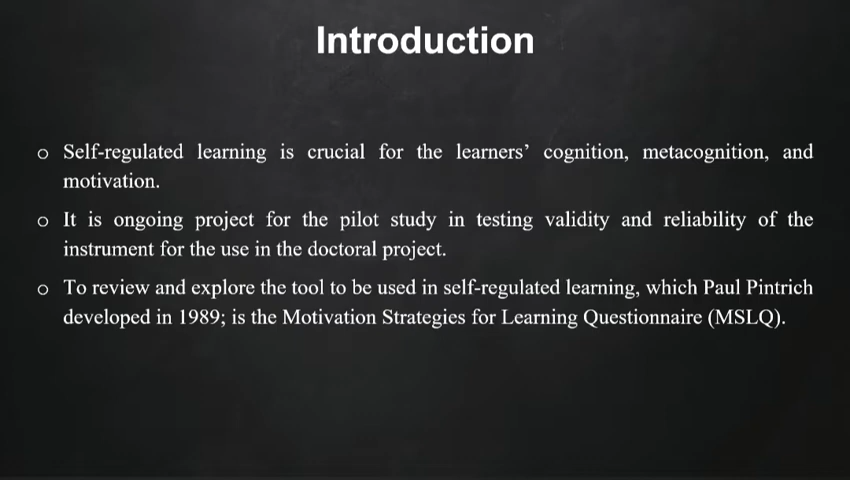 Introduction
o Self-regulated learning is crucial for the learners’ cognition, metacognition, and
motivation.
o It is ongoing project for the pilot study in testing validity and reliability of the
instrument for the use in the doctoral project.
o To review and explore the tool to be used in self-regulated learning, which Paul Pintrich
developed in 1989; is the Motivation Strategies for Learning Questionnaire (MSLQ).